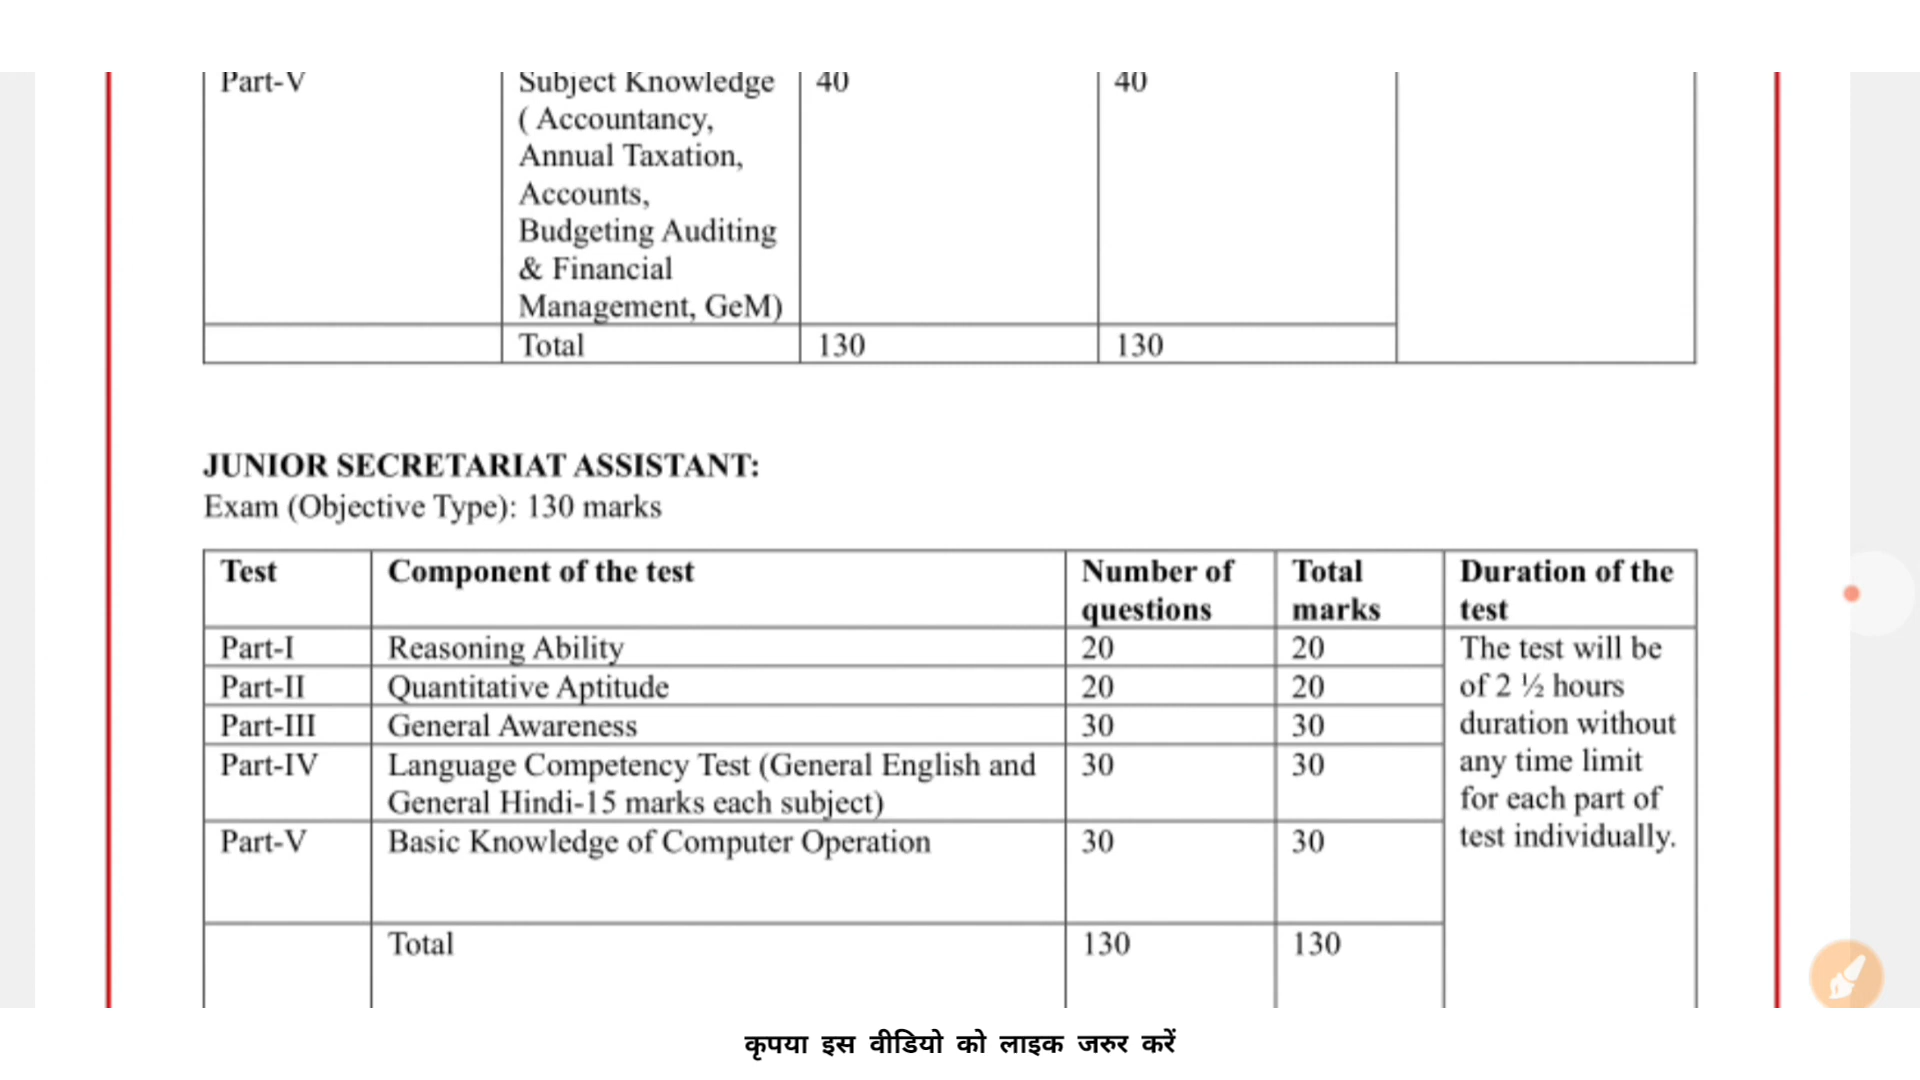 Part-V Subject Knowledge 40 40
( Accountancy,
Annual Taxation,
Accounts,
Budgeting Auditing
& Financial
Management, GeM)
Total 130 130
JUNIOR SECRETARIAT ASSISTANT:
Exam (Objective Type): 130 marks
Test Component of the test Number of questions Total marks Duration of the test
Part-I Reasoning Ability 20 20 The test will be
Part-II Quantitative Aptitude 20 20 of 2 ½ hours
Part-III General Awareness 30 30 duration without
Part-IV Language Competency Test (General English and 30 30 any time limit
General Hindi-15 marks each subject) for each part of
Part-V Basic Knowledge of Computer Operation 30 30 test individually.
Total 130 130
कृपया इस वीडियो को लाइक जरुर करें